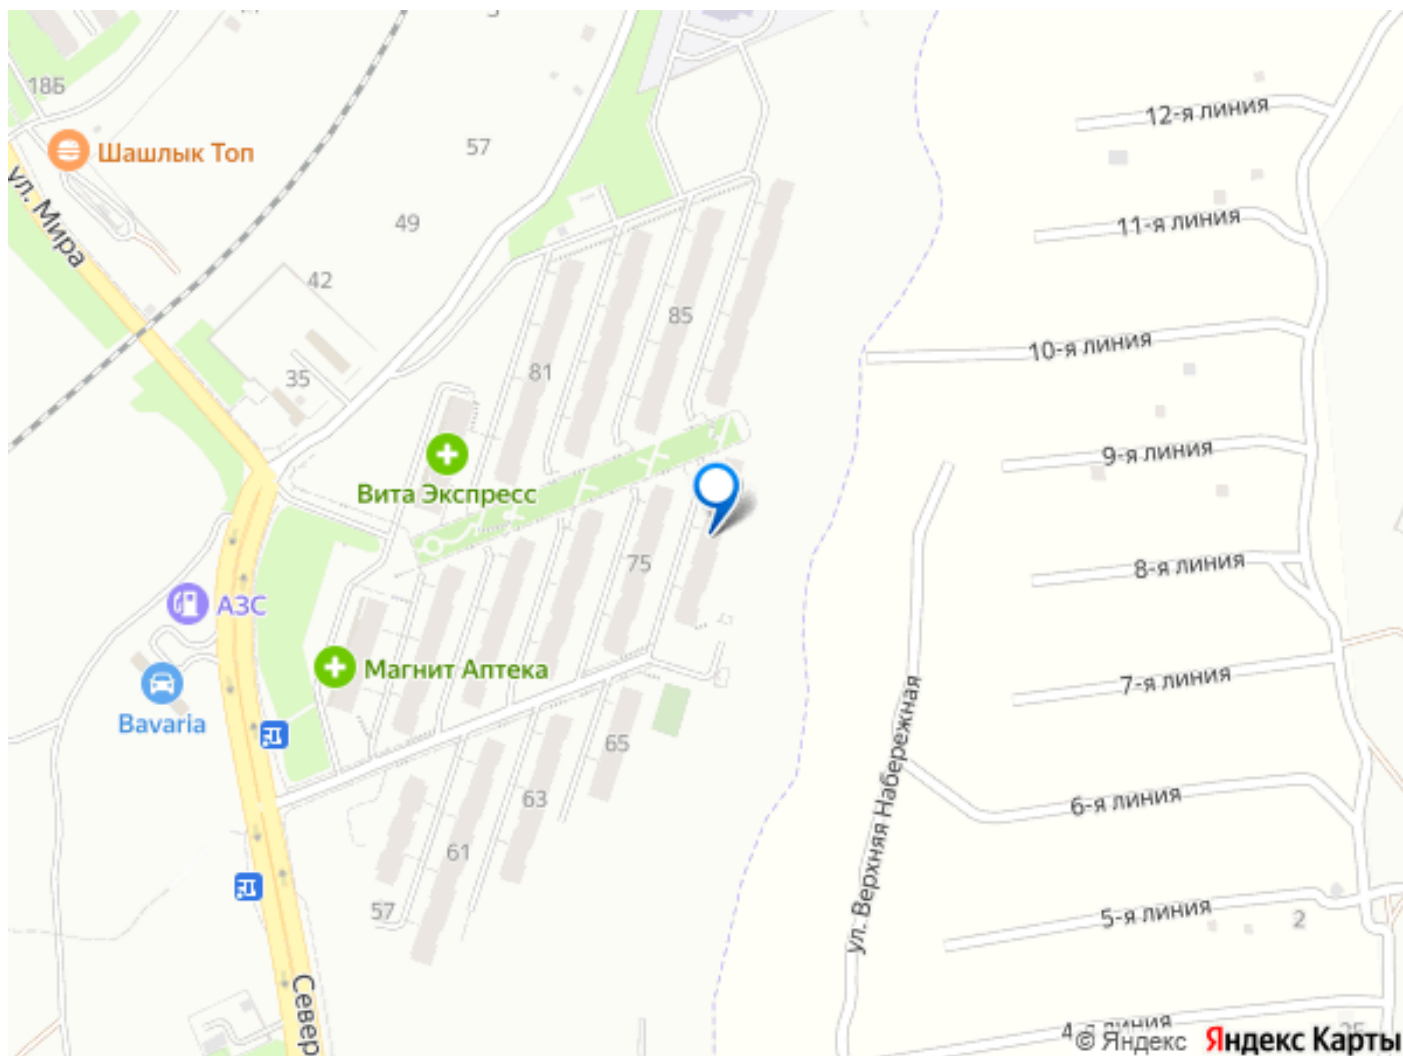 18Б
Шашлык Топ
ул. Мира
57
49
42
35
81
85
Вита Экспресс
75
АЗС
Bavaria
Магнит Аптека
65
63
61
57
Север
12-я линия
11-я линия
10-я линия
9-я линия
8-я линия
7-я линия
ул. Верхняя Набережная
6-я линия
5-я линия
2
© Яндекс
Яндекс Карты